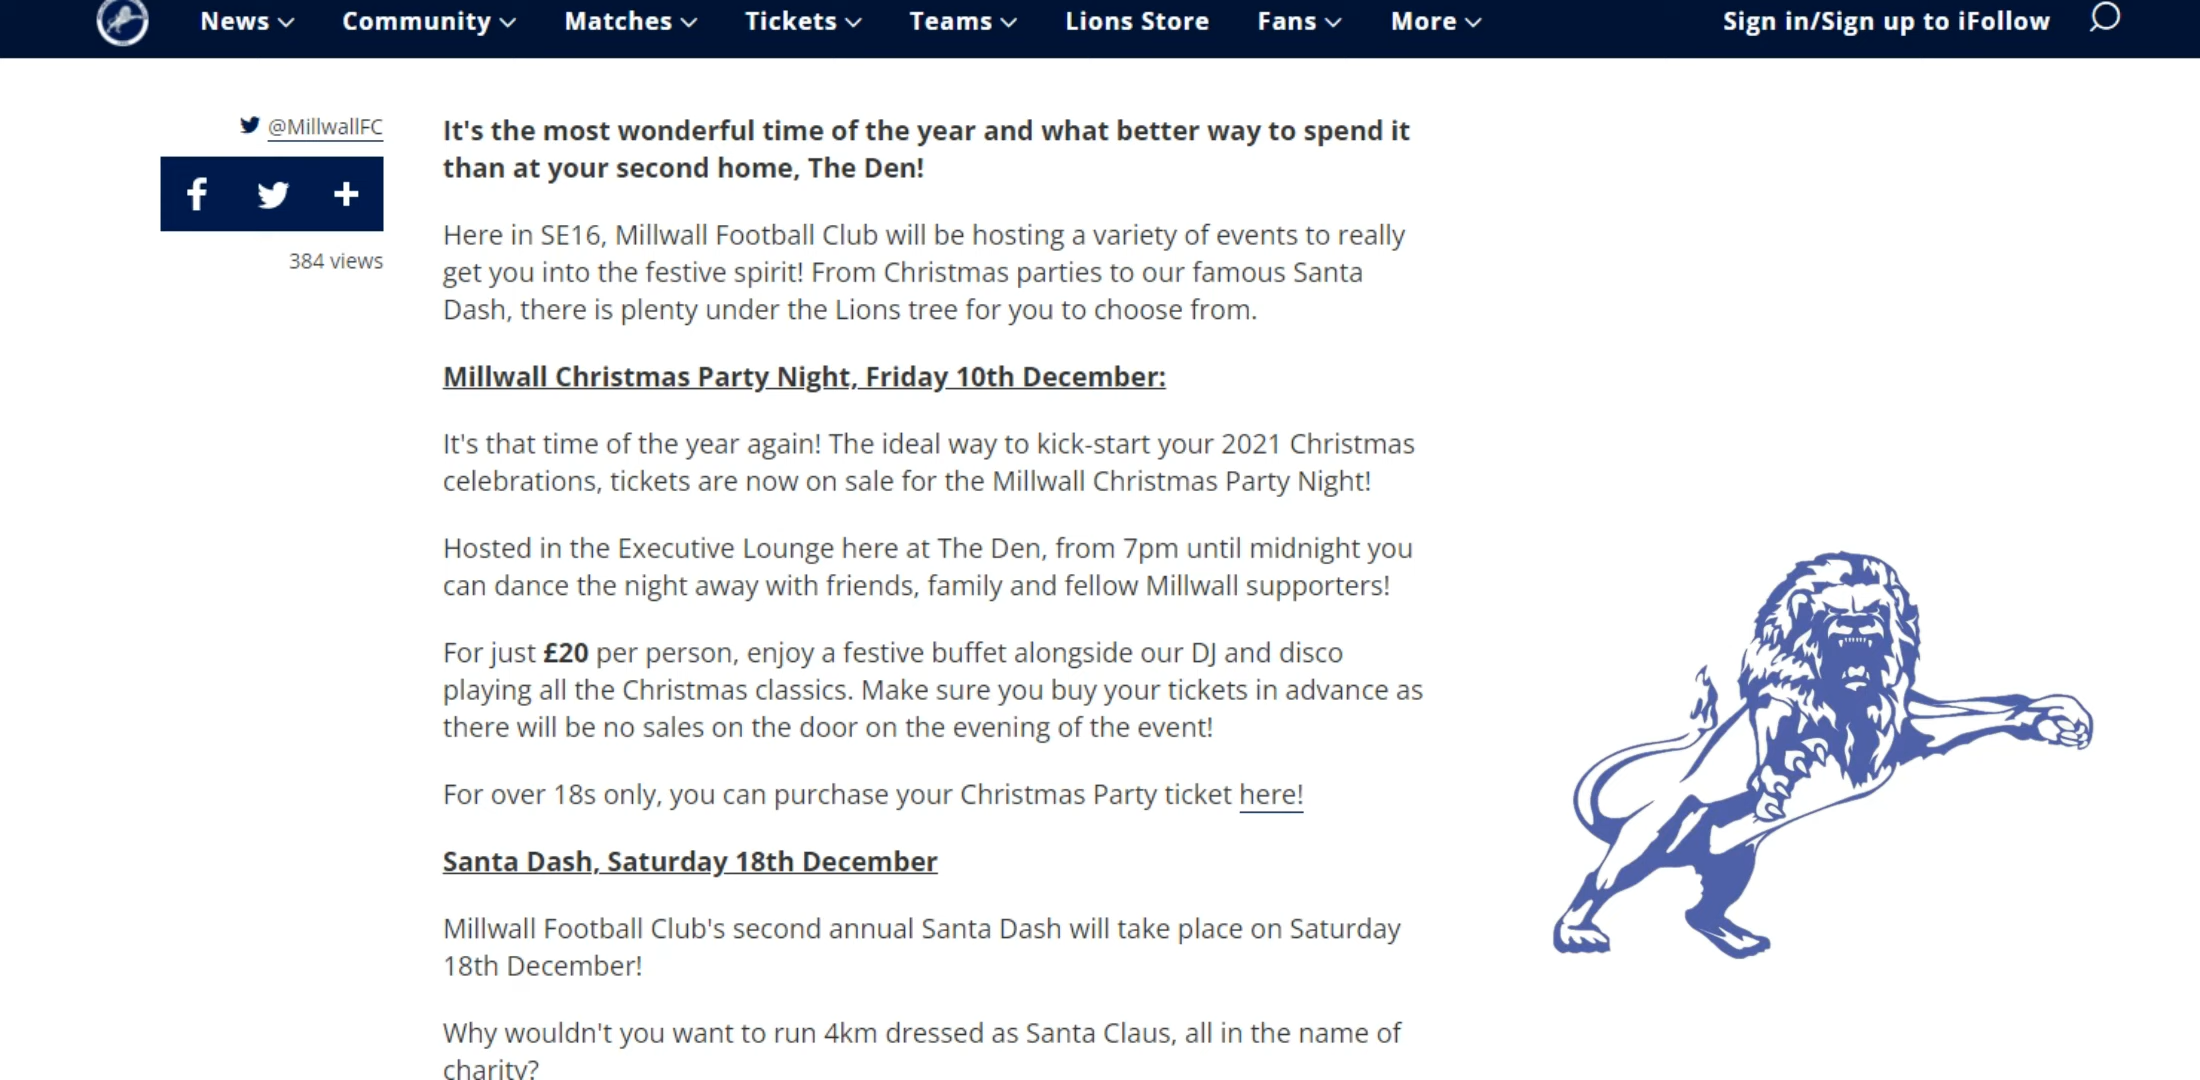 News Community Matches Tickets Teams Lions Store Fans More Sign in/Sign up to iFollow
@MillwallFC
384 views
It's the most wonderful time of the year and what better way to spend it
than at your second home, The Den!
Here in SE16, Millwall Football Club will be hosting a variety of events to really
get you into the festive spirit! From Christmas parties to our famous Santa
Dash, there is plenty under the Lions tree for you to choose from.
Millwall Christmas Party Night, Friday 10th December:
It's that time of the year again! The ideal way to kick-start your 2021 Christmas
celebrations, tickets are now on sale for the Millwall Christmas Party Night!
Hosted in the Executive Lounge here at The Den, from 7pm until midnight you
can dance the night away with friends, family and fellow Millwall supporters!
For just £20 per person, enjoy a festive buffet alongside our DJ and disco
playing all the Christmas classics. Make sure you buy your tickets in advance as
there will be no sales on the door on the evening of the event!
For over 18s only, you can purchase your Christmas Party ticket here!
Santa Dash, Saturday 18th December
Millwall Football Club's second annual Santa Dash will take place on Saturday
18th December!
Why wouldn't you want to run 4km dressed as Santa Claus, all in the name of
charity?